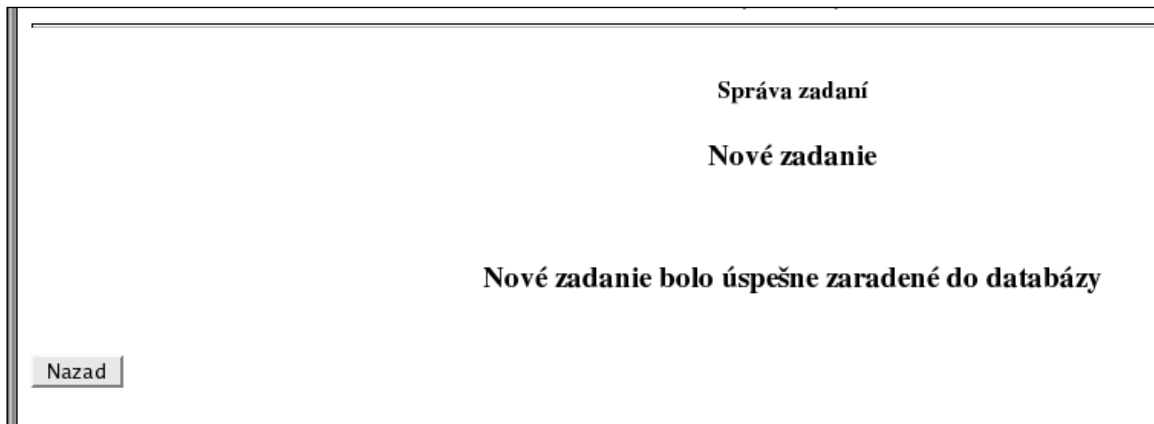 Správa zadaní
Nové zadanie
Nové zadanie bolo úspešne zaradené do databázy
Nazad